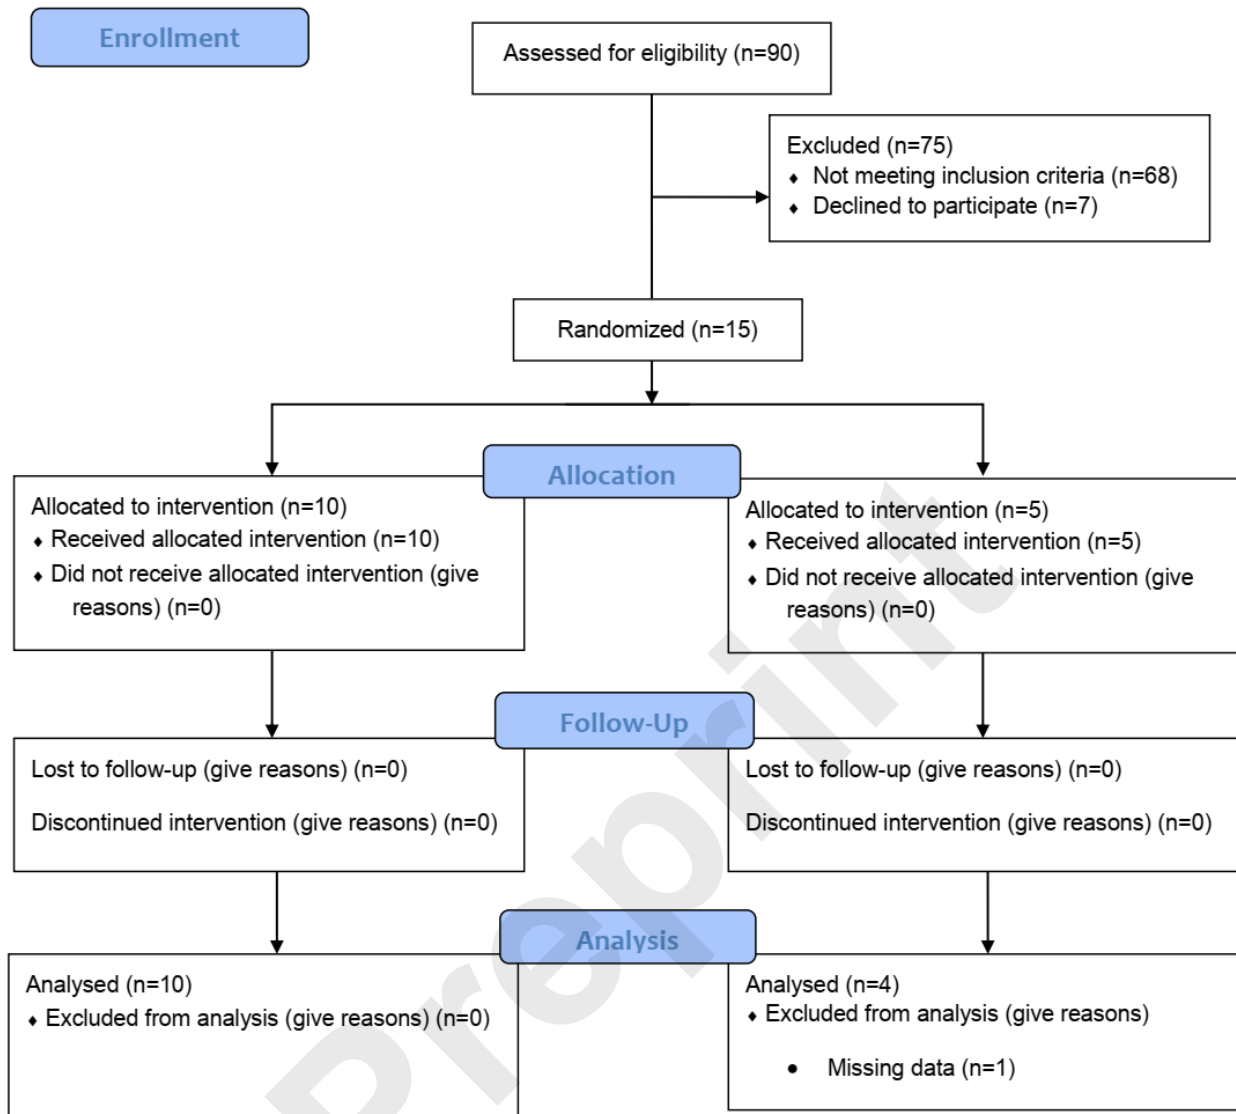 Enrollment
Assessed for eligibility (n=90)
Excluded (n=75)
♦ Not meeting inclusion criteria (n=68)
♦ Declined to participate (n=7)
Randomized (n=15)
Allocation
Allocated to intervention (n=10)
♦ Received allocated intervention (n=10)
♦ Did not receive allocated intervention (give
reasons) (n=0)
Allocated to intervention (n=5)
♦ Received allocated intervention (n=5)
♦ Did not receive allocated intervention (give
reasons) (n=0)
Follow-Up
Lost to follow-up (give reasons) (n=0)
Discontinued intervention (give reasons) (n=0)
Lost to follow-up (give reasons) (n=0)
Discontinued intervention (give reasons) (n=0)
Analysis
Analysed (n=10)
♦ Excluded from analysis (give reasons) (n=0)
Analysed (n=4)
♦ Excluded from analysis (give reasons)
• Missing data (n=1)
Preprint